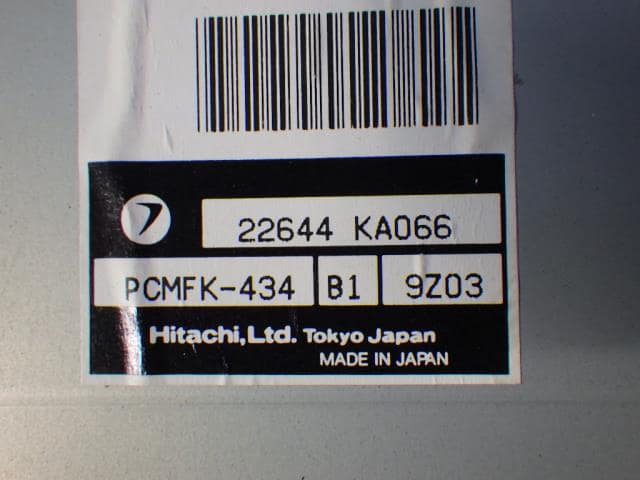 22644 KA066
PCMFK-434 B1 9Z03
Hitachi,Ltd. Tokyo Japan
MADE IN JAPAN